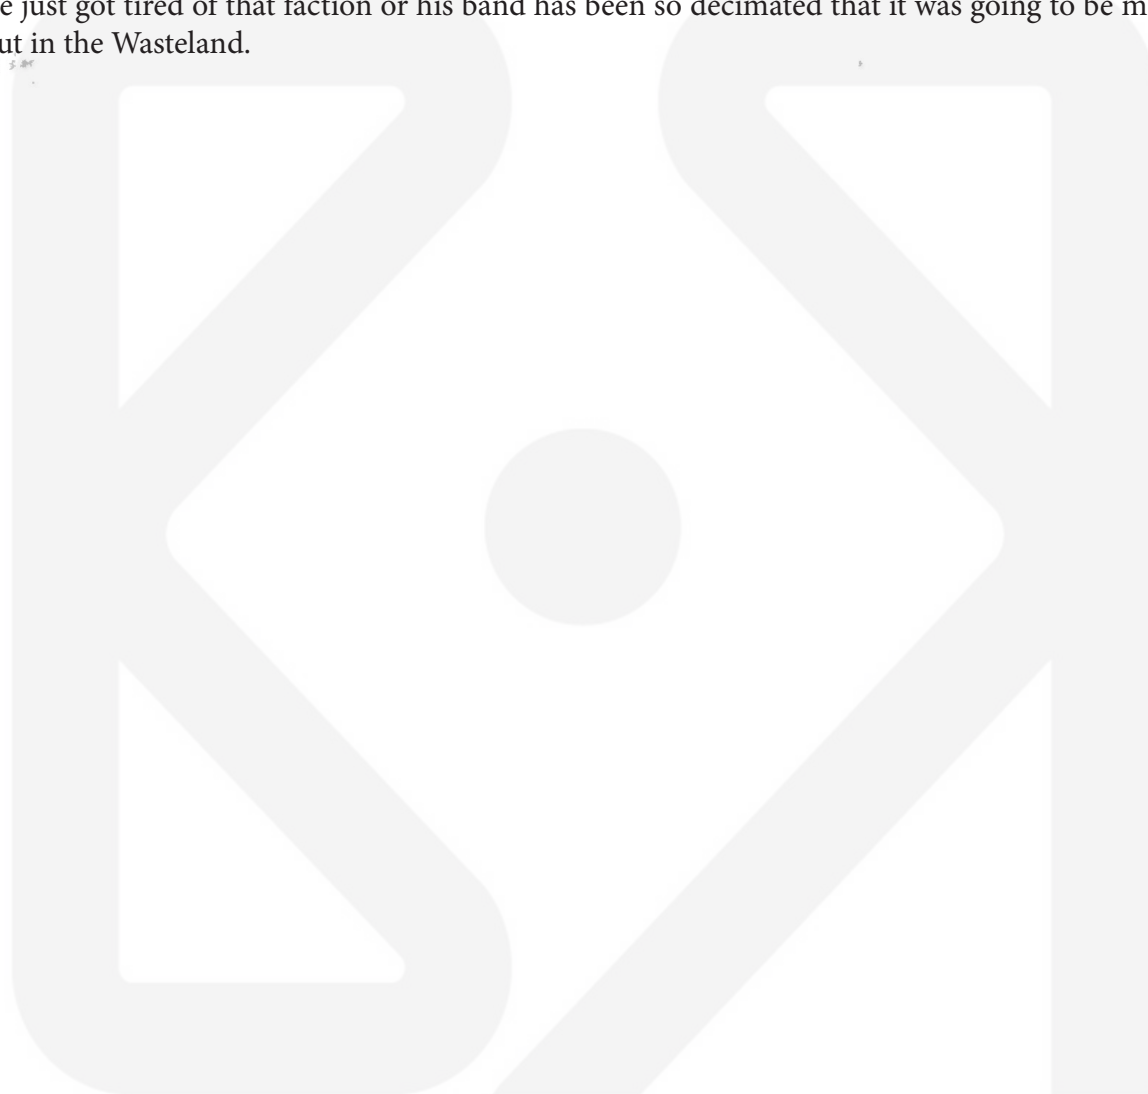 just got tired of that faction or his band has been so decimated that it was going to be
in the Wasteland.